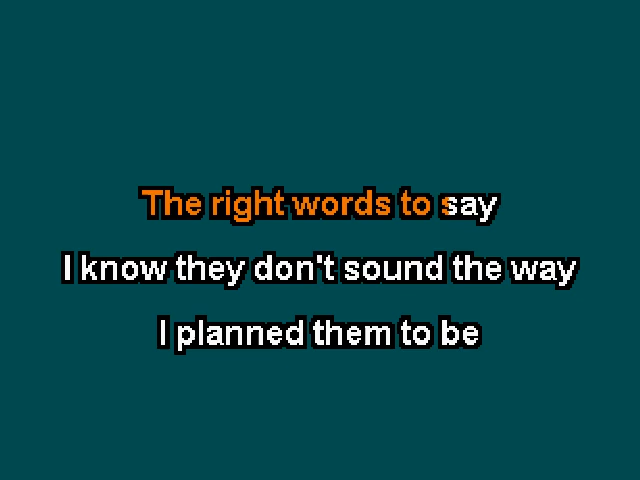 The right words to say
I know they don't sound the way
I planned them to be